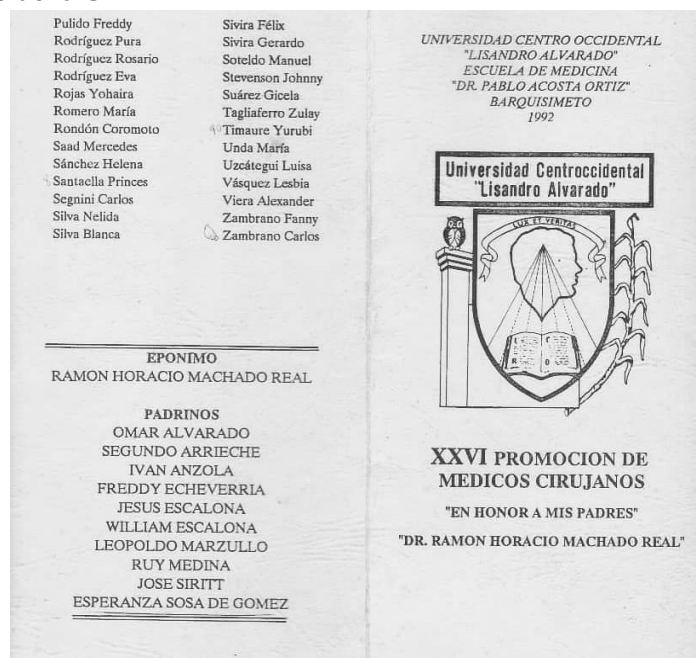 Pulido Freddy
Rodríguez Pura
Rodríguez Rosario
Rodríguez Eva
Rojas Yohaira
Romero María
Rondón Coromoto
Saad Mercedes
Sánchez Helena
Santaella Princes
Segnini Carlos
Silva Nelida
Silva Blanca
Sivira Félix
Sivira Gerardo
Soteldo Manuel
Stevenson Johnny
Suárez Gicela
Tagliaferro Zulay
Timaure Yurubi
Unda María
Uzcátegui Luisa
Vásquez Lesbia
Viera Alexander
Zambrano Fanny
Zambrano Carlos
EPONIMO
RAMON HORACIO MACHADO REAL
PADRINOS
OMAR ALVARADO
SEGUNDO ARRIECHE
IVAN ANZOLA
FREDDY ECHEVERRIA
JESUS ESCALONA
WILLIAM ESCALONA
LEOPOLDO MARZULLO
RUY MEDINA
JOSE SIRITT
ESPERANZA SOSA DE GOMEZ
UNIVERSIDAD CENTRO OCCIDENTAL
"LISANDRO ALVARADO"
ESCUELA DE MEDICINA
"DR. PABLO ACOSTA ORTIZ"
BARQUISIMETO
1992
Universidad Centroccidental
"Lisandro Alvarado"
LUX ET VERITAS
XXVI PROMOCION DE
MEDICOS CIRUJANOS
"EN HONOR A MIS PADRES"
"DR. RAMON HORACIO MACHADO REAL"